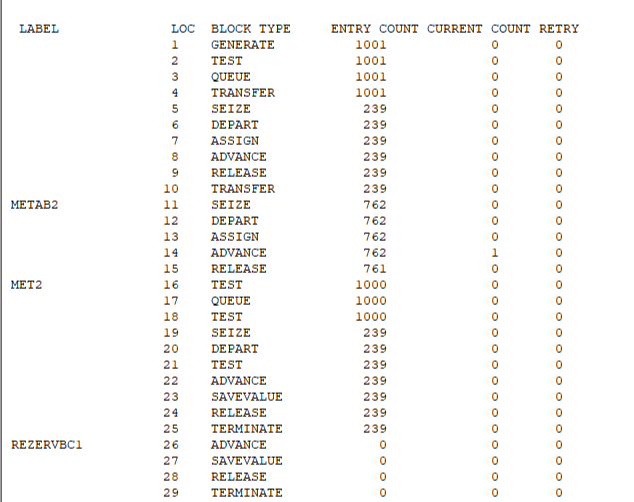 LABEL LOC BLOCK TYPE ENTRY COUNT CURRENT COUNT RETRY
1 GENERATE 1001 0 0
2 TEST 1001 0 0
3 QUEUE 1001 0 0
4 TRANSFER 1001 0 0
5 SEIZE 239 0 0
6 DEPART 239 0 0
7 ASSIGN 239 0 0
8 ADVANCE 239 0 0
9 RELEASE 239 0 0
10 TRANSFER 239 0 0
METAB2 11 SEIZE 762 0 0
12 DEPART 762 0 0
13 ASSIGN 762 0 0
14 ADVANCE 762 1 0
15 RELEASE 761 0 0
MET2 16 TEST 1000 0 0
17 QUEUE 1000 0 0
18 TEST 1000 0 0
19 SEIZE 239 0 0
20 DEPART 239 0 0
21 TEST 239 0 0
22 ADVANCE 239 0 0
23 SAVEVALUE 239 0 0
24 RELEASE 239 0 0
25 TERMINATE 239 0 0
REZERVBC1 26 ADVANCE 0 0 0
27 SAVEVALUE 0 0 0
28 RELEASE 0 0 0
29 TERMINATE 0 0 0